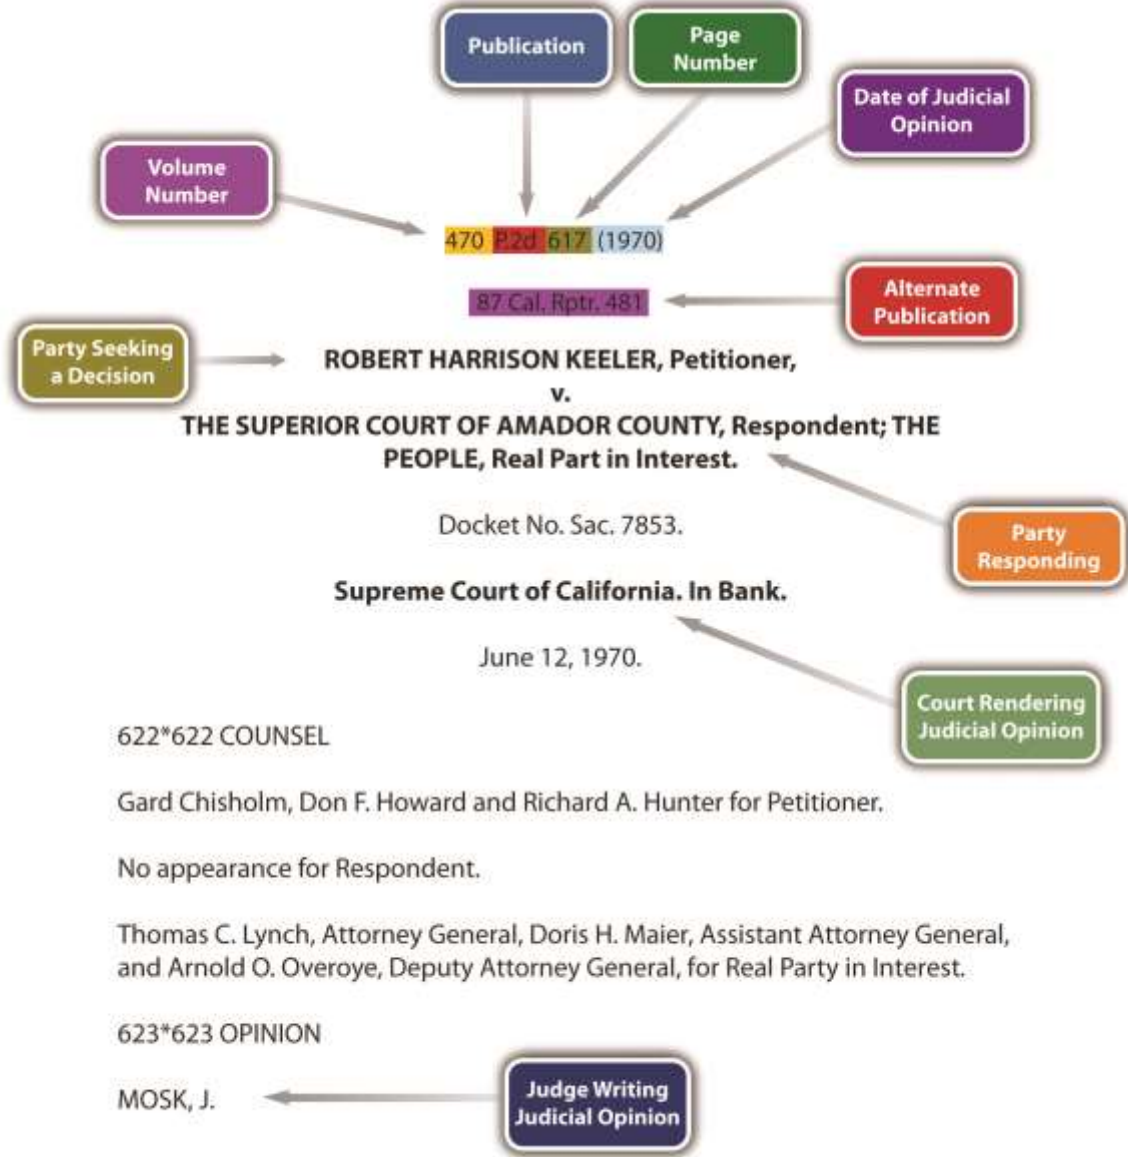 Publication
Page
Number
Date of Judicial
Opinion
Volume
Number
470 P.2d 617 (1970)
87 Cal. Rptr. 481
Alternate
Publication
Party Seeking
a Decision
ROBERT HARRISON KEELER, Petitioner,
v.
THE SUPERIOR COURT OF AMADOR COUNTY, Respondent; THE
PEOPLE, Real Part in Interest.
Docket No. Sac. 7853.
Party
Responding
Supreme Court of California. In Bank.
June 12, 1970.
Court Rendering
Judicial Opinion
622*622 COUNSEL
Gard Chisholm, Don F. Howard and Richard A. Hunter for Petitioner.
No appearance for Respondent.
Thomas C. Lynch, Attorney General, Doris H. Maier, Assistant Attorney General,
and Arnold O. Overoye, Deputy Attorney General, for Real Party in Interest.
623*623 OPINION
MOSK, J.
Judge Writing
Judicial Opinion